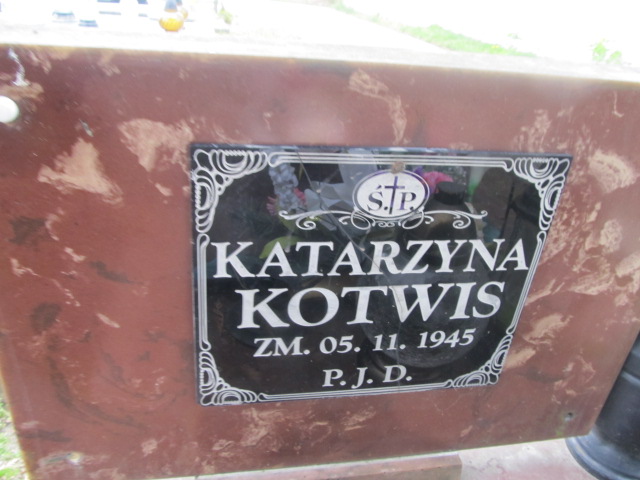 Ś.P.
KATARZYNA
KOTWIS
ZM. 05. 11. 1945
P. J. D.